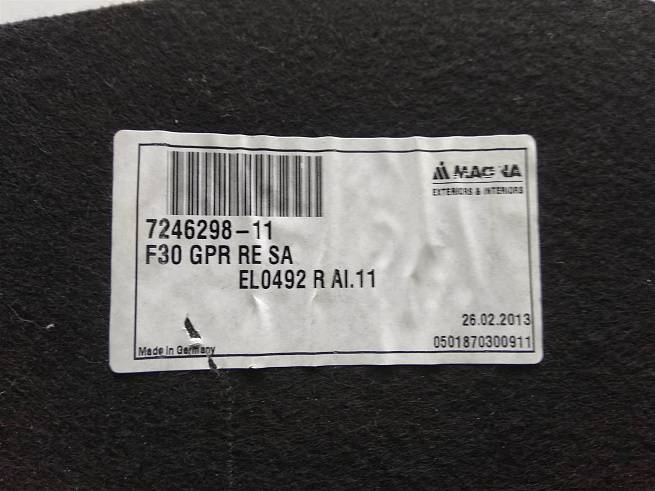 MAGNA
EXTERIORS & INTERIORS
7246298-11
F30 GPR RE SA
EL0492 R AI.11
26.02.2013
Made in Germany
0501870300911